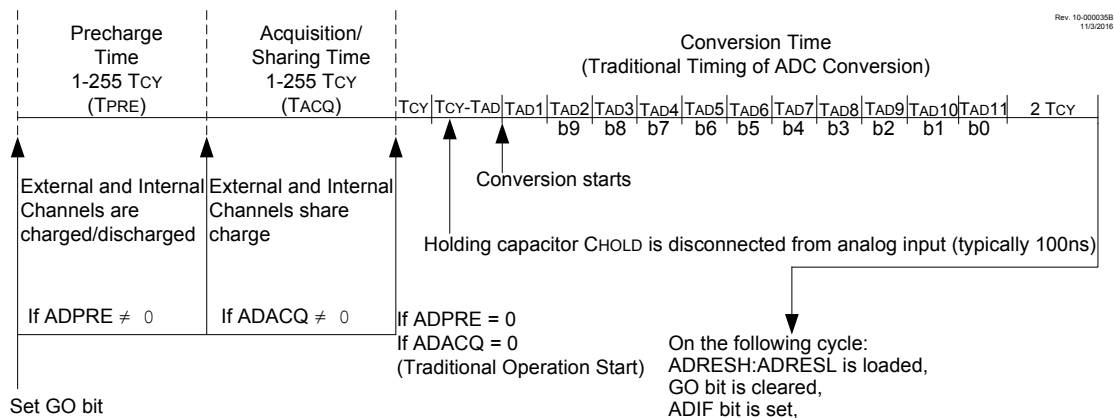 Rev. 10-000035B
11/3/2016
Precharge
Time
1-255 TCY
(TPRE)
Acquisition/
Sharing Time
1-255 TCY
(TACQ)
Conversion Time
(Traditional Timing of ADC Conversion)
TCY TCY-TAD TAD1 TAD2 TAD3 TAD4 TAD5 TAD6 TAD7 TAD8 TAD9 TAD10 TAD11 2 TCY
b9 b8 b7 b6 b5 b4 b3 b2 b1 b0
External and Internal
Channels are
charged/discharged
External and Internal
Channels share
charge
Conversion starts
Holding capacitor CHOLD is disconnected from analog input (typically 100ns)
If ADPRE ≠ 0
If ADACQ ≠ 0
If ADPRE = 0
If ADACQ = 0
(Traditional Operation Start)
On the following cycle:
ADRESH:ADRESL is loaded,
GO bit is cleared,
ADIF bit is set,
Set GO bit